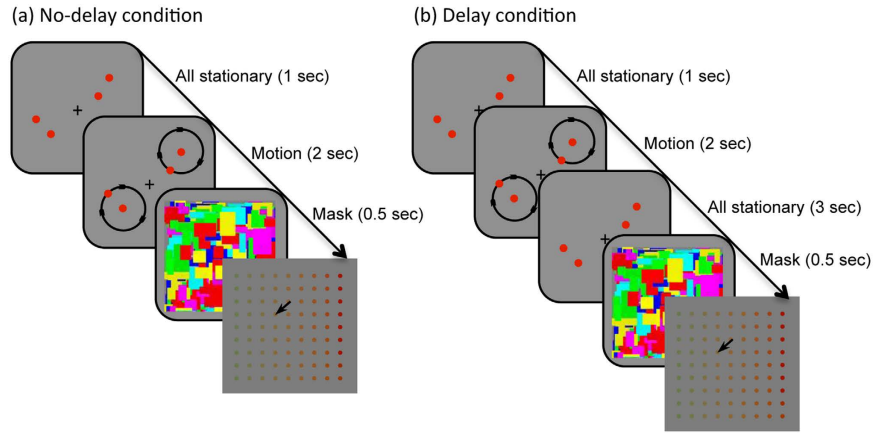 (a) No-delay condition
All stationary (1 sec)
Motion (2 sec)
Mask (0.5 sec)
(b) Delay condition
All stationary (1 sec)
Motion (2 sec)
All stationary (3 sec)
Mask (0.5 sec)